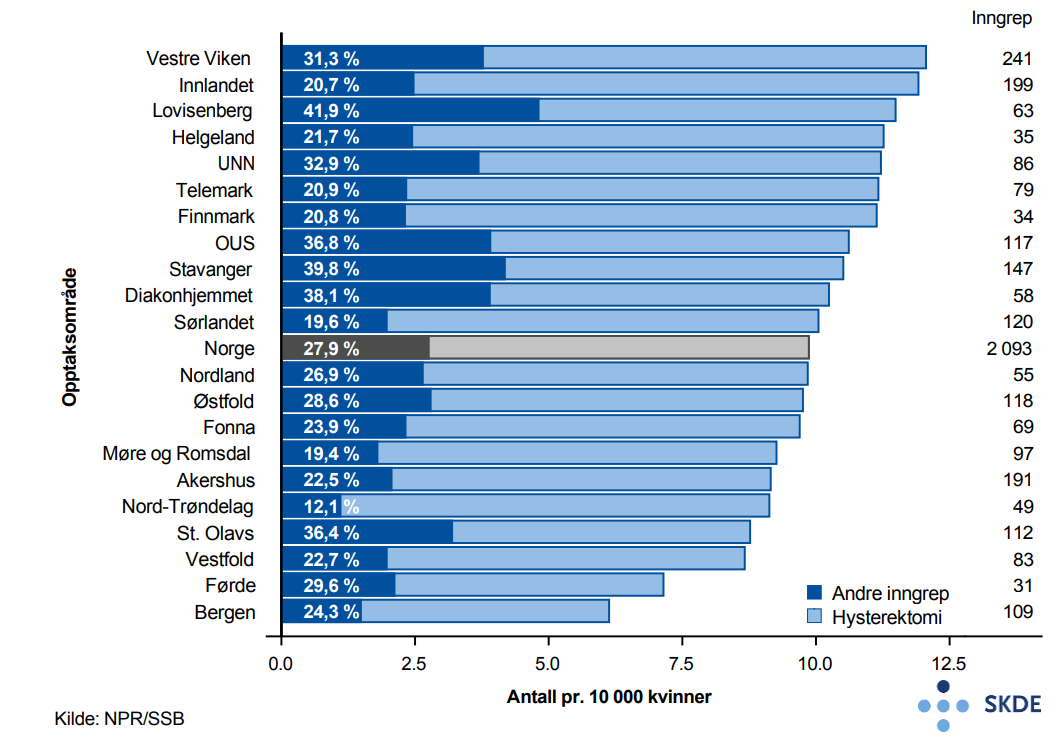 Inngrep
Vestre Viken 31,3 % 241
Innlandet 20,7 % 199
Lovisenberg 41,9 % 63
Helgeland 21,7 % 35
UNN 32,9 % 86
Telemark 20,9 % 79
Finnmark 20,8 % 34
OUS 36,8 % 117
Stavanger 39,8 % 147
Diakonhjemmet 38,1 % 58
Sørlandet 19,6 % 120
Norge 27,9 % 2 093
Nordland 26,9 % 55
Østfold 28,6 % 118
Fonna 23,9 % 69
Møre og Romsdal 19,4 % 97
Akershus 22,5 % 191
Nord-Trøndelag 12,1 % 49
St. Olavs 36,4 % 112
Vestfold 22,7 % 83
Førde 29,6 % 31
Bergen 24,3 % 109
Opptaksområde
Andre inngrep
Hysterektomi
0.0 2.5 5.0 7.5 10.0 12.5
Antall pr. 10 000 kvinner
Kilde: NPR/SSB
SKDE